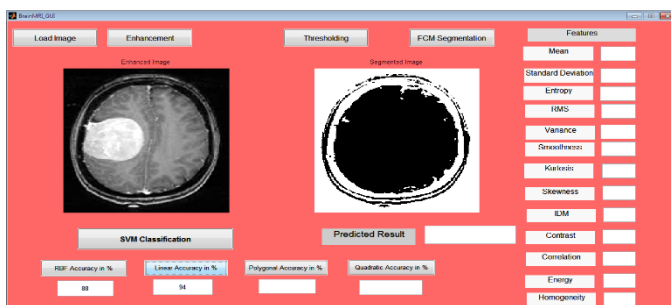 BrainMRI_GUI
Load Image
Enhancement
Thresholding
FCM Segmentation
Features
Enhanced Image
Segmented Image
Mean
Standard Deviation
Entropy
RMS
Variance
Smoothness
Kurtosis
Skewness
IDM
Contrast
Correlation
Energy
Homogeneity
SVM Classification
Predicted Result
RBF Accuracy in %
Linear Accuracy in %
Polygonal Accuracy in %
Quadratic Accuracy in %
88
94